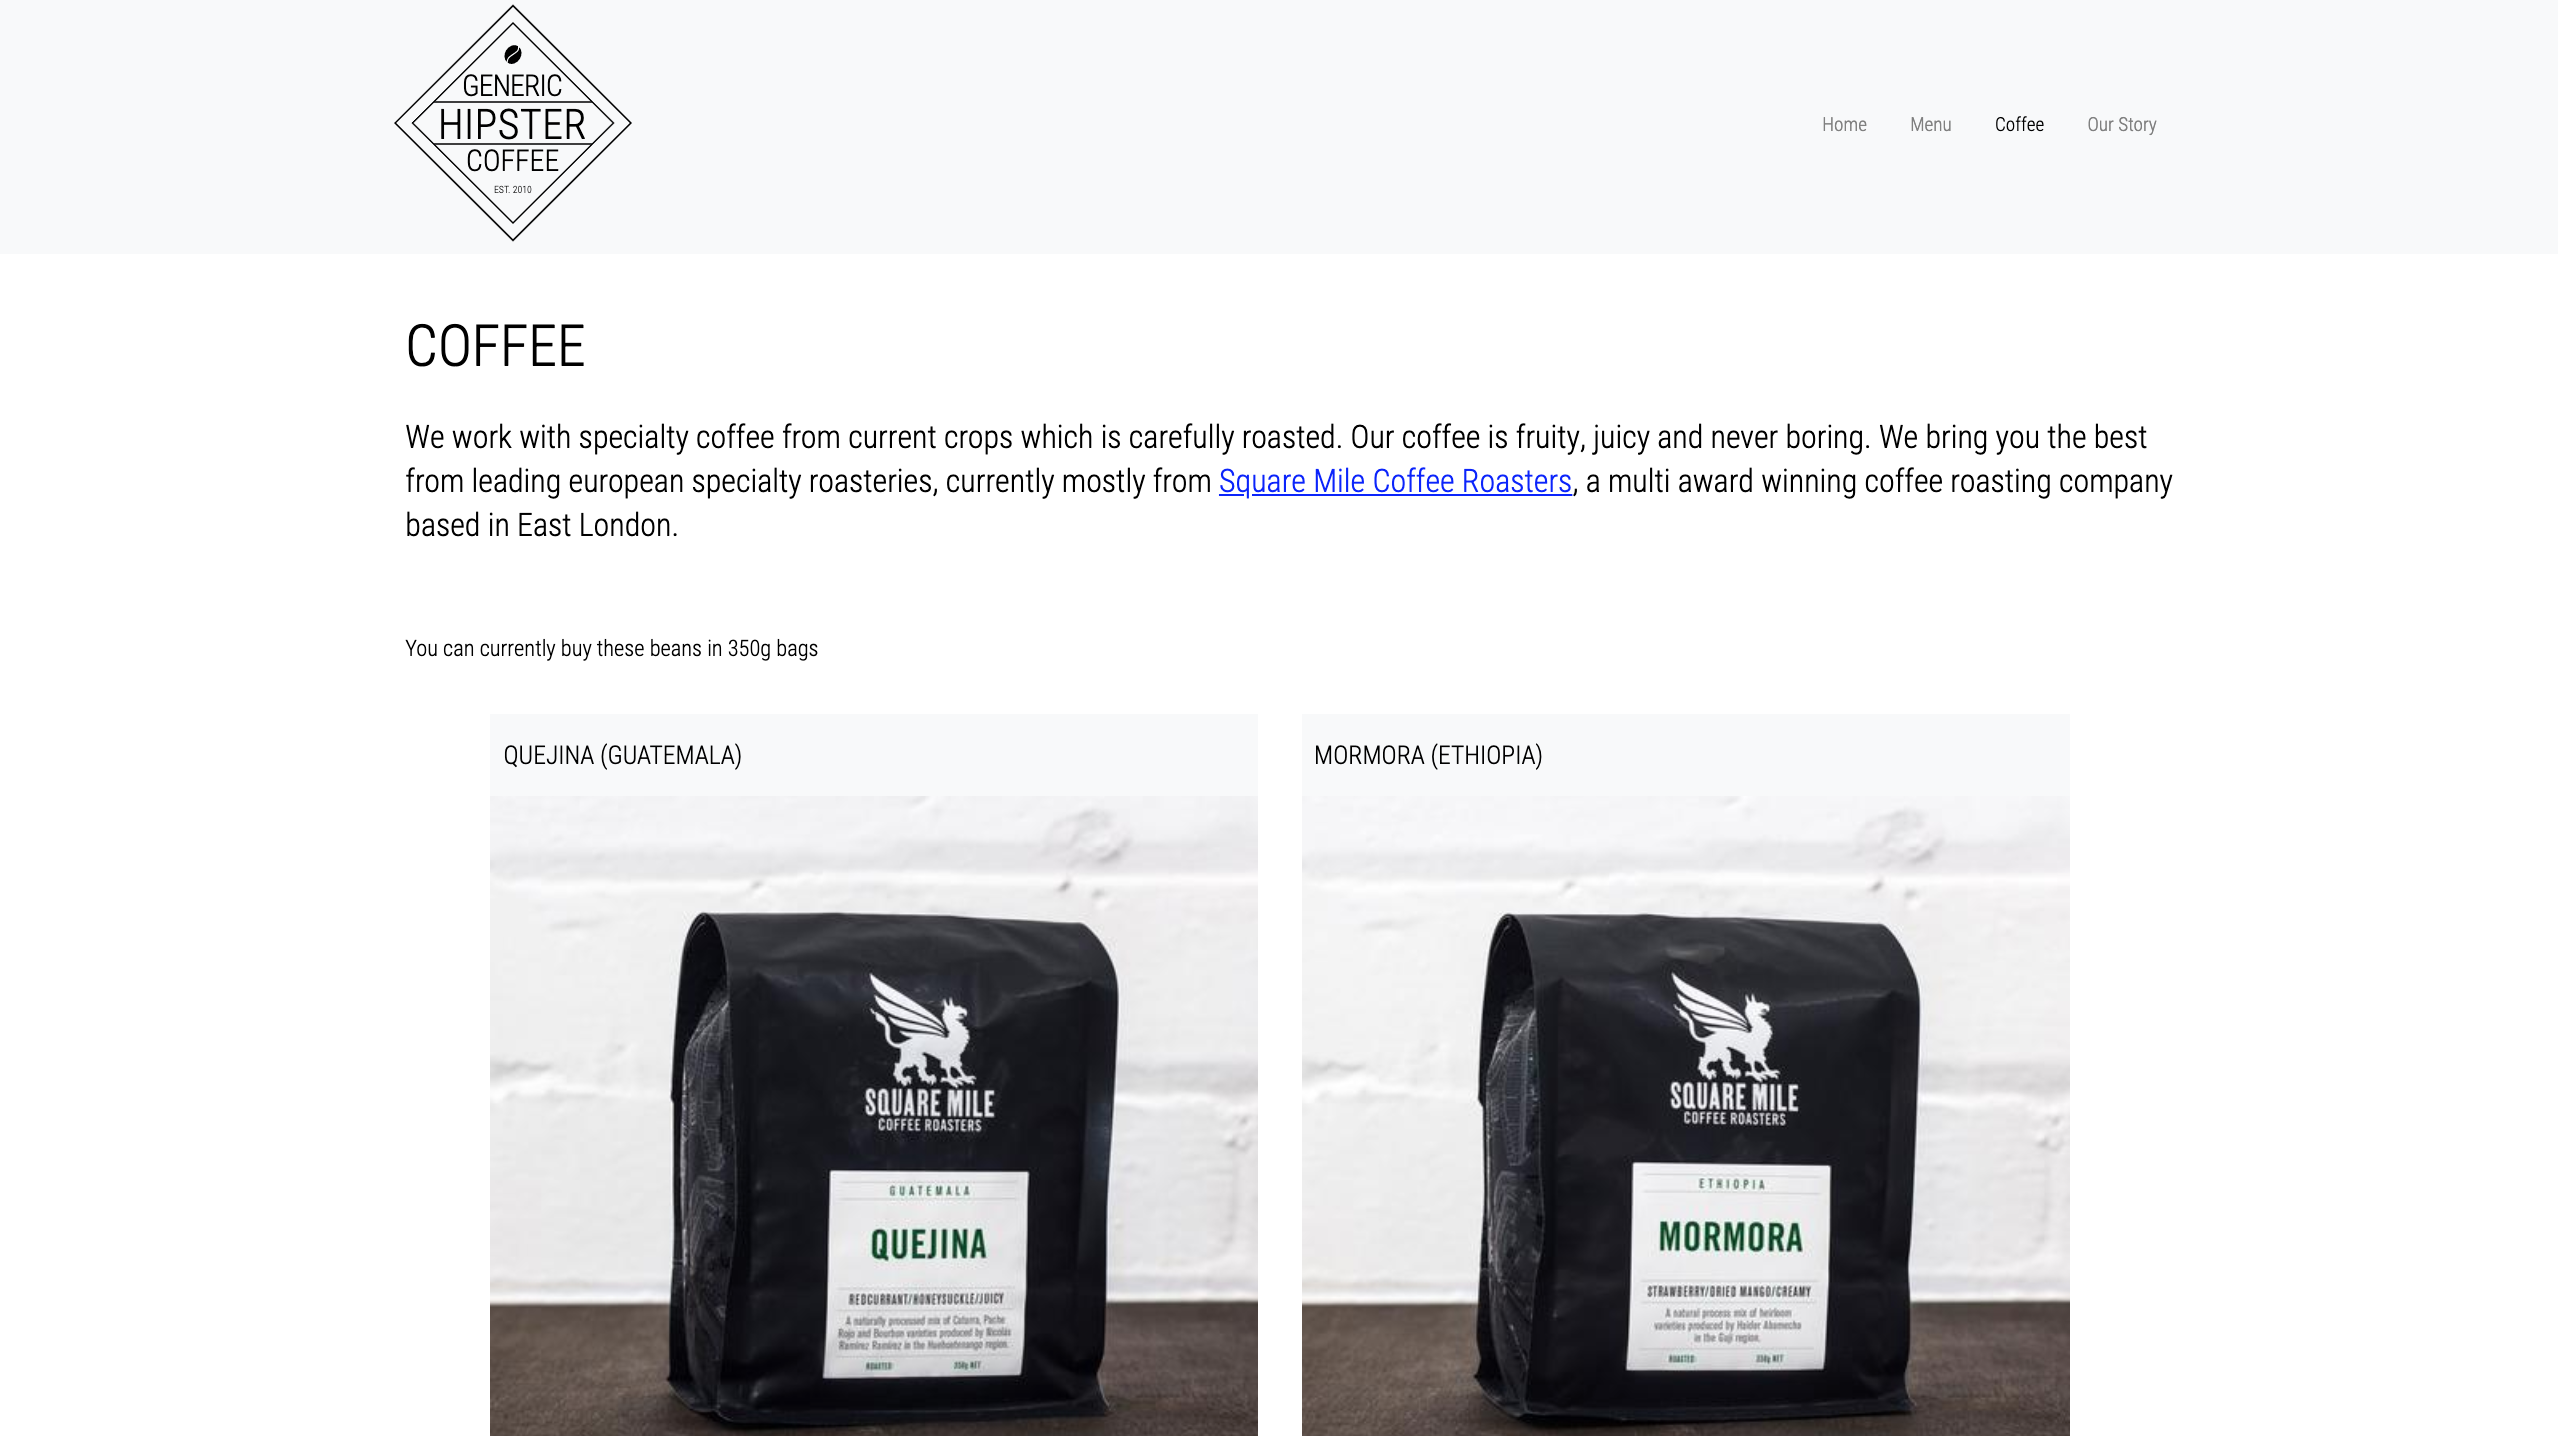 GENERIC
HIPSTER
COFFEE
EST. 2010
Home Menu Coffee Our Story
COFFEE
We work with specialty coffee from current crops which is carefully roasted. Our coffee is fruity, juicy and never boring. We bring you the best
from leading european specialty roasteries, currently mostly from Square Mile Coffee Roasters, a multi award winning coffee roasting company
based in East London.
You can currently buy these beans in 350g bags
QUEJINA (GUATEMALA)
SQUARE MILE
COFFEE ROASTERS
GUATEMALA
QUEJINA
REDCURRANT/HONEYSUCKLE/JUICY
A naturally processed mix of Caturra, Pache
Rojo and Bourbon varieties produced by Nicolás
Ramirez Ramirez in the Huehuetenango region.
ROASTED: 350g NET
MORMORA (ETHIOPIA)
SQUARE MILE
COFFEE ROASTERS
ETHIOPIA
MORMORA
STRAWBERRY/DRIED MANGO/CREAMY
A natural process mix of heirloom
varieties produced by Haider Abamecha
in the Guji region.
ROASTED: 350g NET